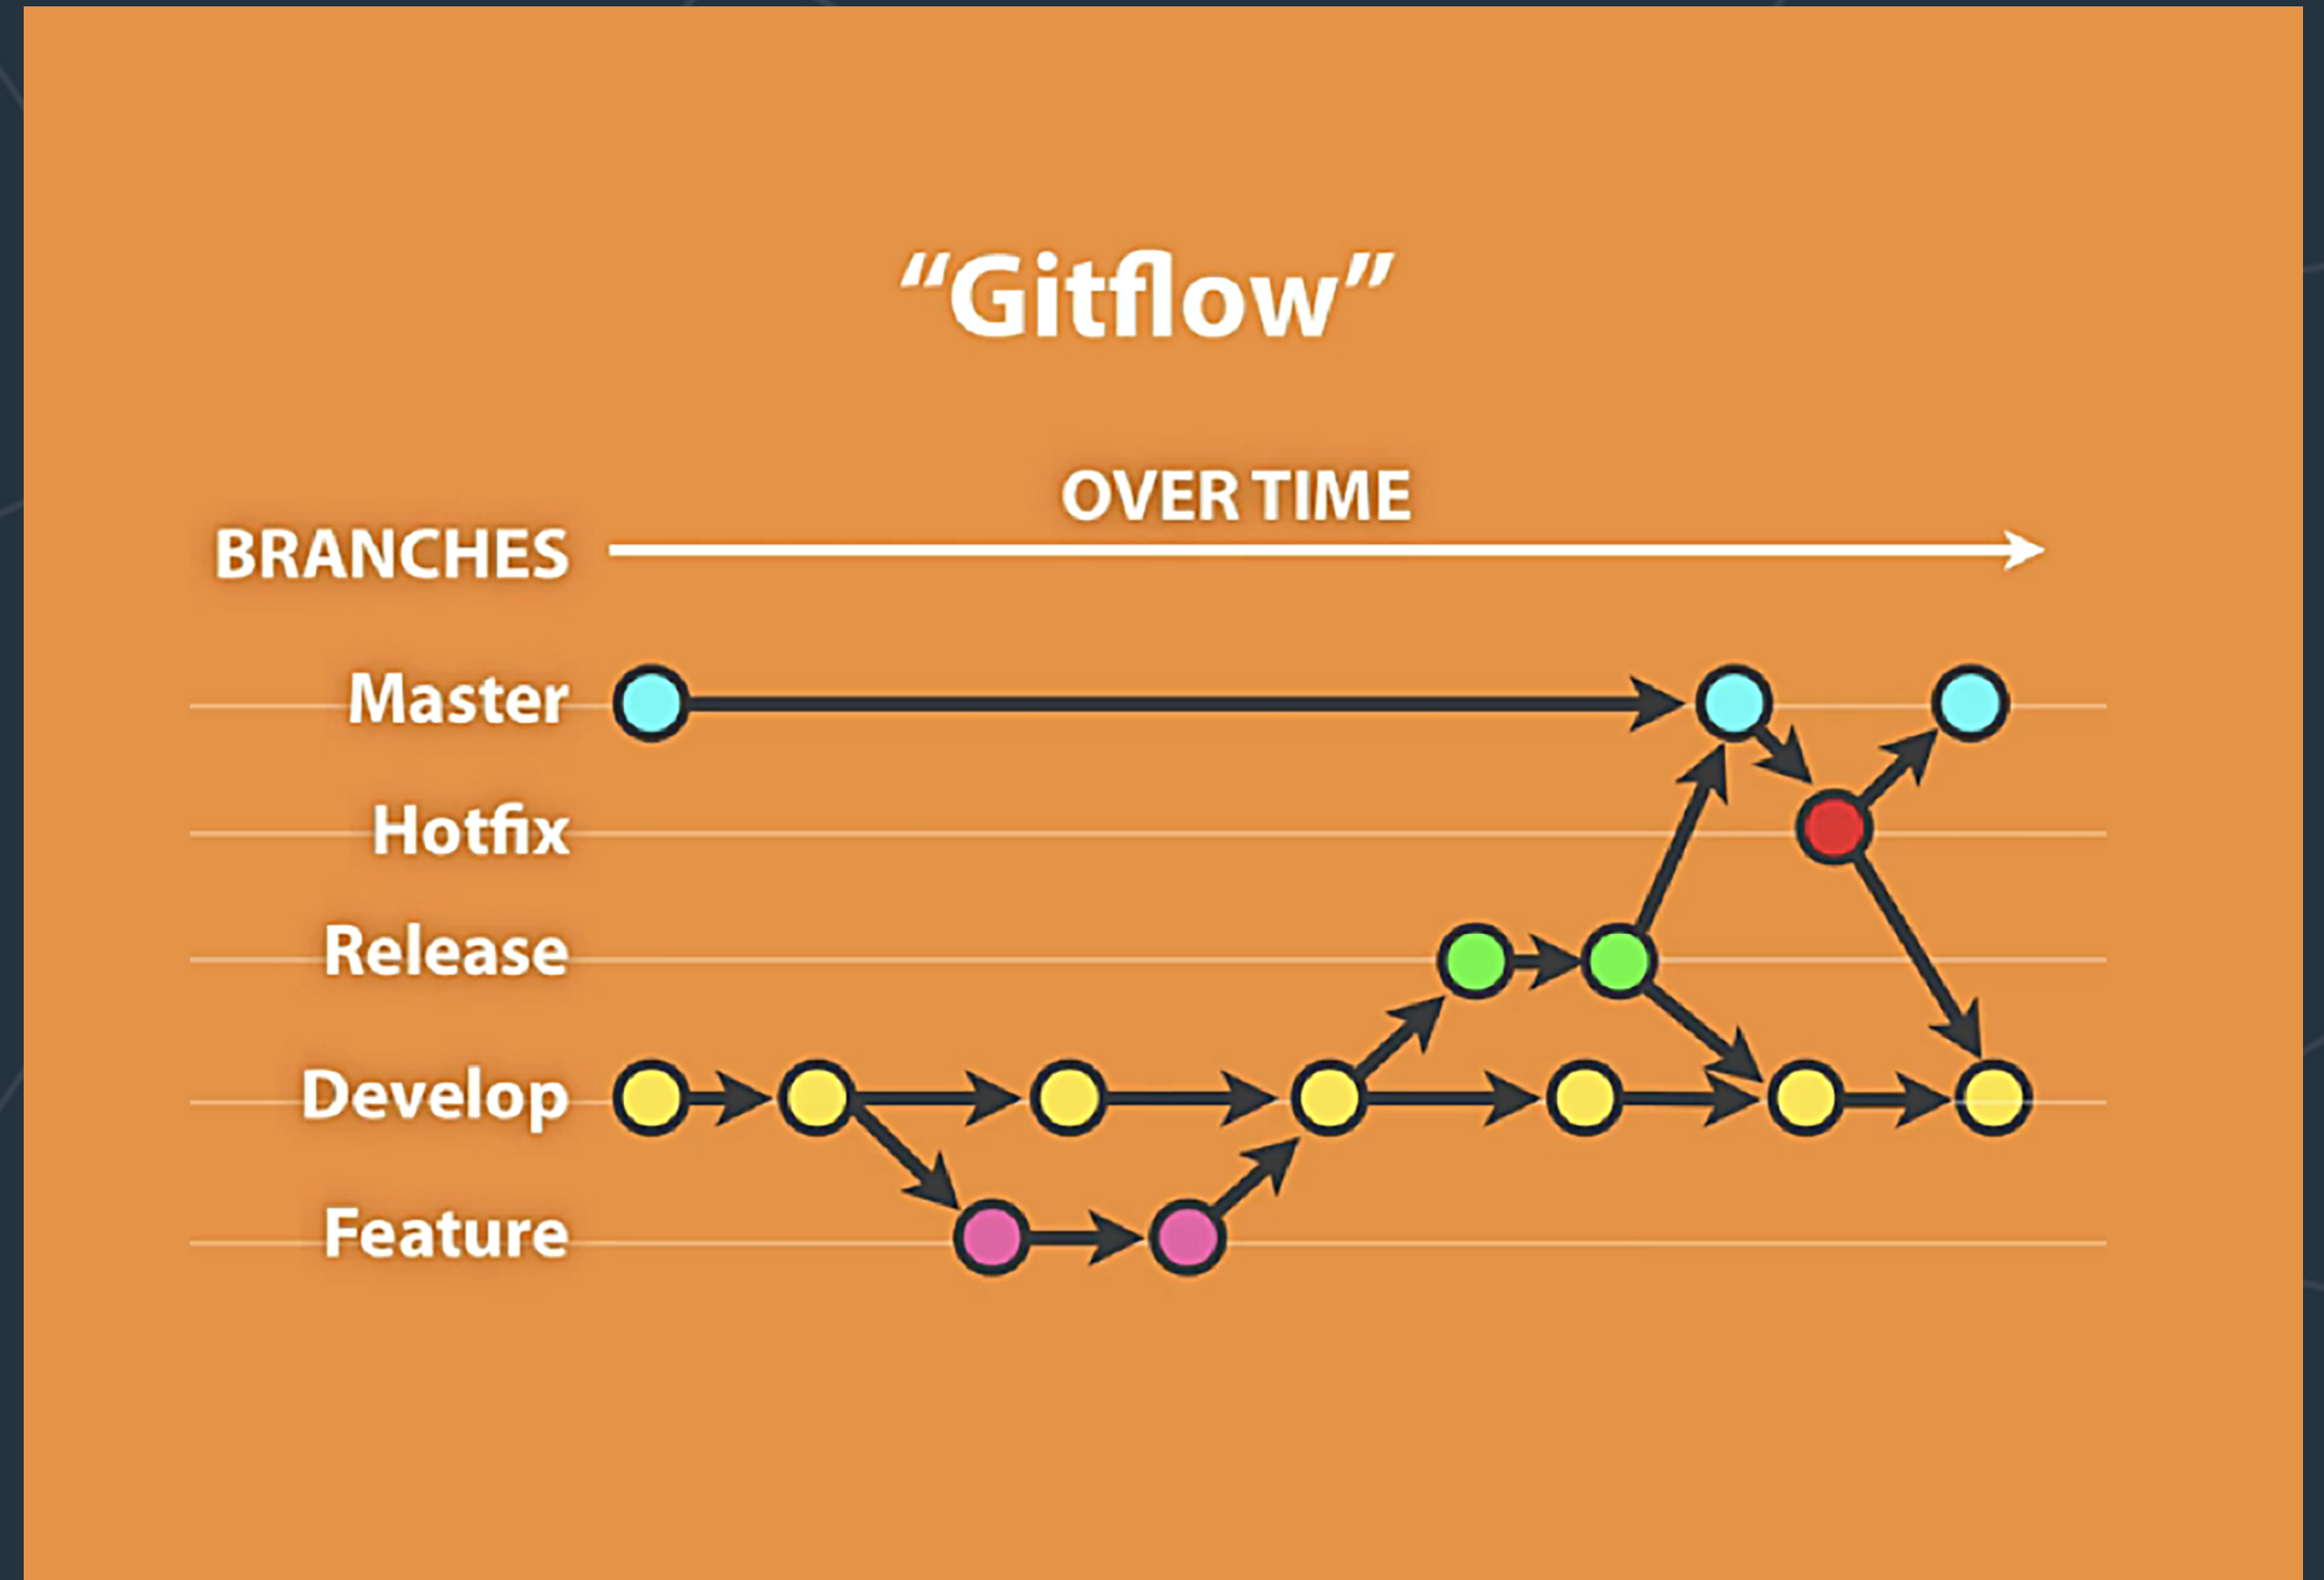 “Gitflow”
OVER TIME
BRANCHES
Master
Hotfix
Release
Develop
Feature